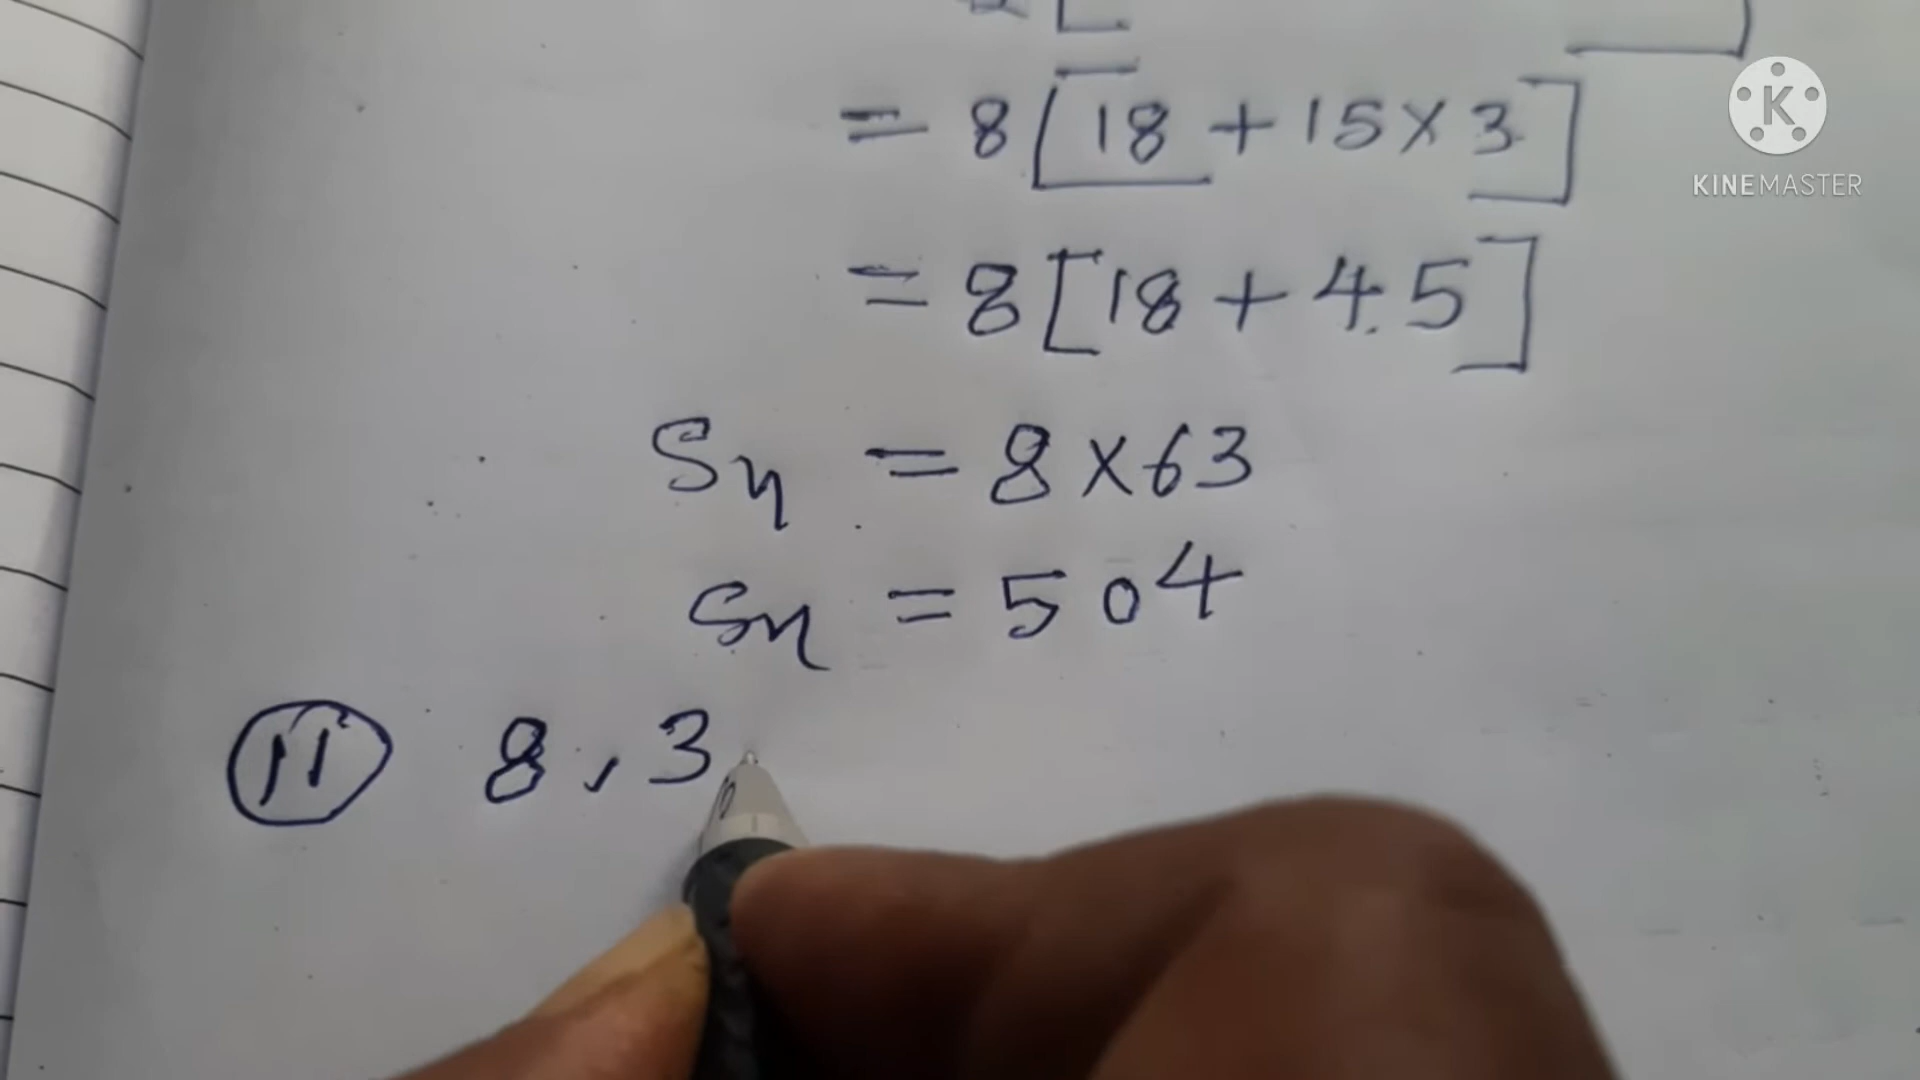 = 8[18 + 15 × 3]
= 8[18 + 45]
Sn = 8 × 63
Sn = 504
11 8, 3
K
KINEMASTER